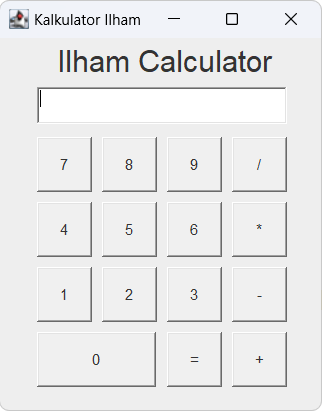 Kalkulator Ilham
Ilham Calculator
7 8 9 /
4 5 6 *
1 2 3 -
0 = +